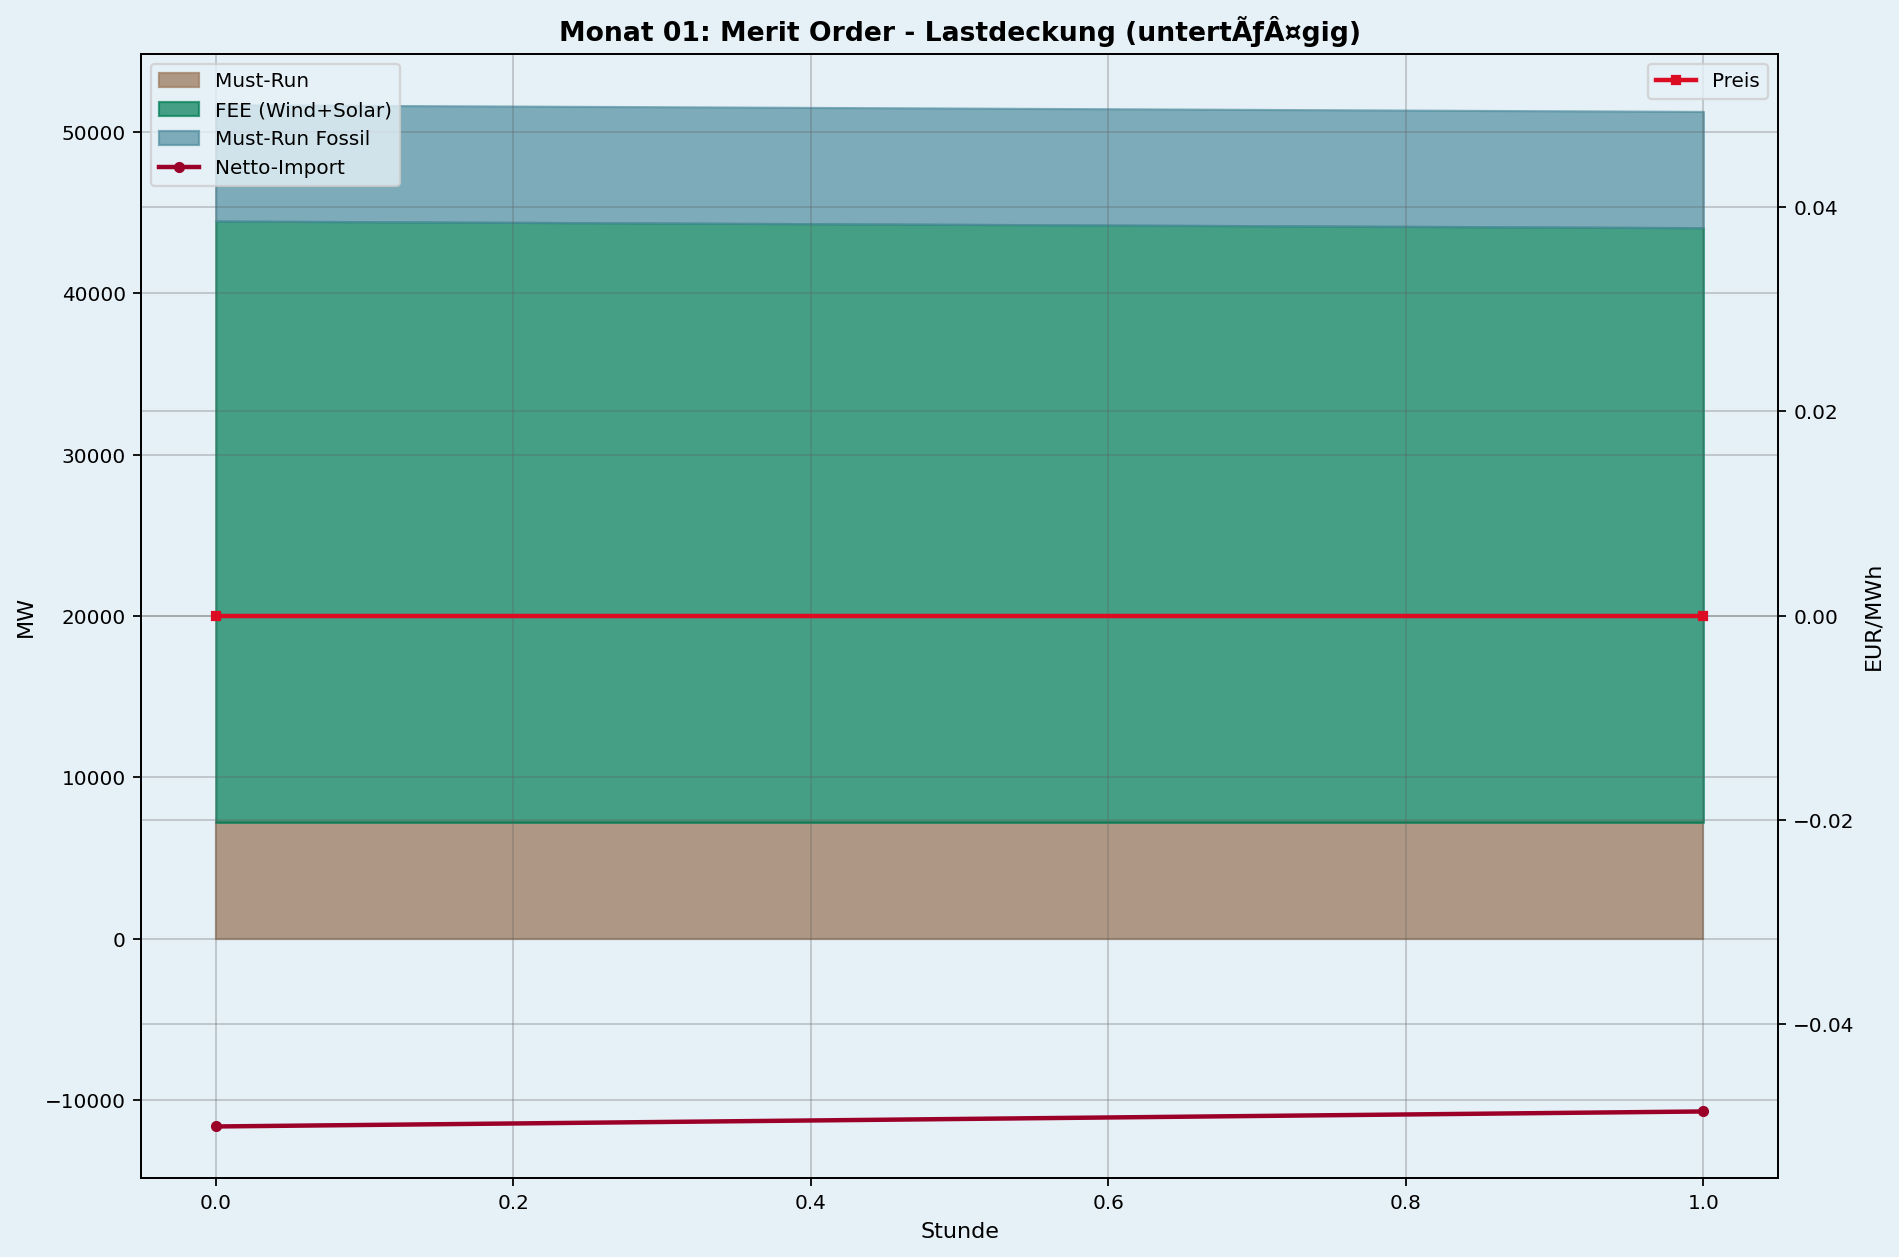 Monat 01: Merit Order - Lastdeckung (untertÃƒÂ¤gig)
Must-Run
FEE (Wind+Solar)
Must-Run Fossil
Netto-Import
Preis
50000
40000
30000
20000
10000
0
−10000
MW
0.04
0.02
0.00
−0.02
−0.04
EUR/MWh
0.0
0.2
0.4
0.6
0.8
1.0
Stunde